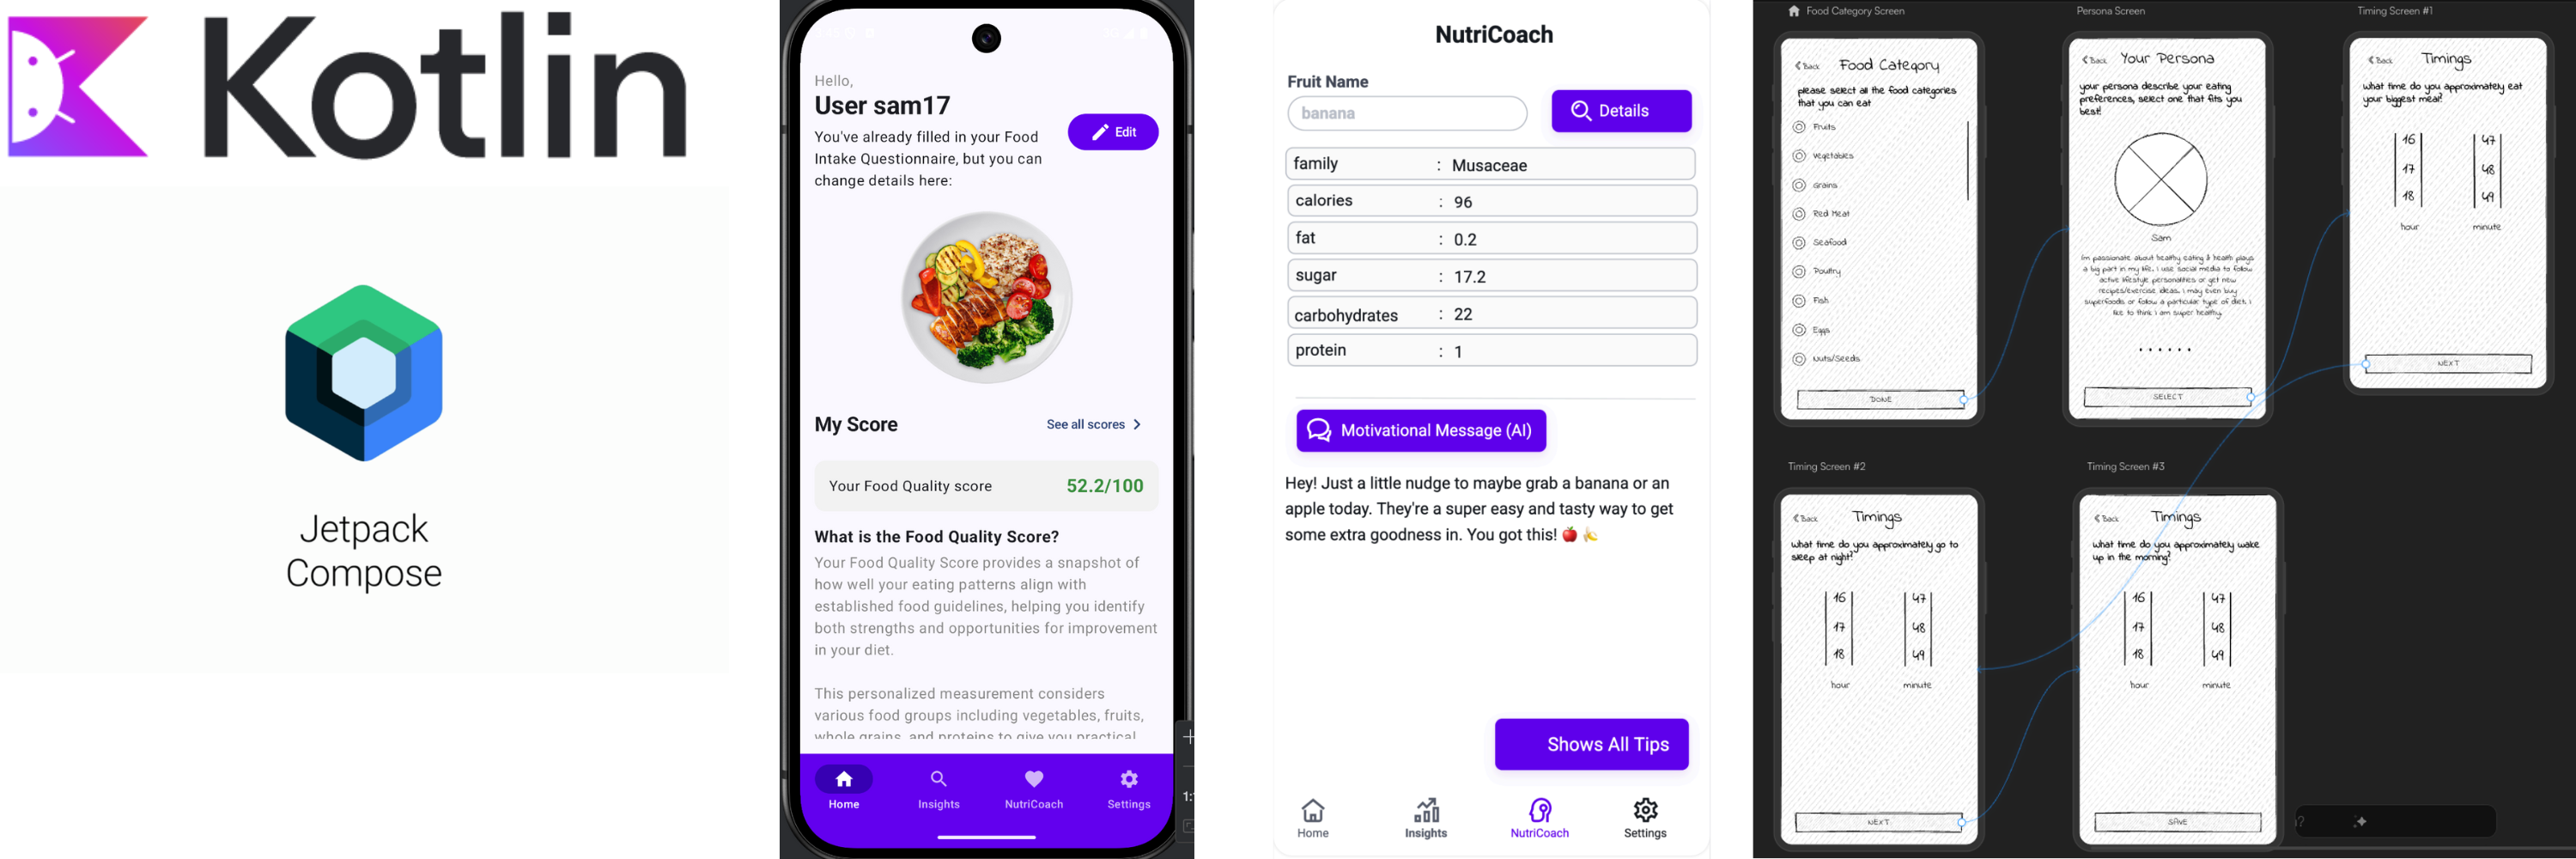 Kotlin
Jetpack
Compose
Hello,
User sam17
You've already filled in your Food
Intake Questionnaire, but you can
change details here:
Edit
My Score
See all scores
Your Food Quality score
52.2/100
What is the Food Quality Score?
Your Food Quality Score provides a snapshot of
how well your eating patterns align with
established food guidelines, helping you identify
both strengths and opportunities for improvement
in your diet.
This personalized measurement considers
various food groups including vegetables, fruits,
whole grains, and proteins to give you practical
Home
Insights
NutriCoach
Settings
1:
NutriCoach
Fruit Name
banana
Details
family : Musaceae
calories : 96
fat : 0.2
sugar : 17.2
carbohydrates : 22
protein : 1
Motivational Message (AI)
Hey! Just a little nudge to maybe grab a banana or an
apple today. They're a super easy and tasty way to get
some extra goodness in. You got this! 🍎 🍌
Shows All Tips
Home
Insights
NutriCoach
Settings
Food Category Screen
Back
Food Category
please select all the food categories
that you can eat
Fruits
Vegetables
Grains
Red Meat
Seafood
Poultry
Fish
Eggs
Nuts/Seeds
DONE
Persona Screen
Back
Your Persona
your persona describe your eating
preferences, select one that fits you
best!
Sam
I'm passionate about healthy eating & health plays
a big part in my life. I use social media to follow
active lifestyle personalities or get new
recipes/exercise ideas. I may even buy
superfoods or follow a particular type of diet. I
like to think I am super healthy.
SELECT
Timing Screen #1
Back
Timings
what time do you approximately eat
your biggest meal?
16 47
17 48
18 49
hour minute
NEXT
Timing Screen #2
Back
Timings
what time do you approximately go to
sleep at night?
16 47
17 48
18 49
hour minute
NEXT
Timing Screen #3
Back
Timings
what time do you approximately wake
up in the morning?
16 47
17 48
18 49
hour minute
SAVE
?